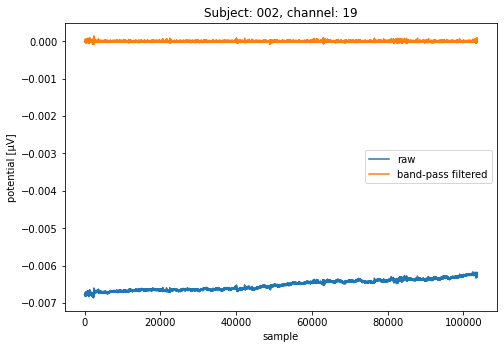 Subject: 002, channel: 19
0.000
−0.001
−0.002
−0.003
−0.004
−0.005
−0.006
−0.007
potential [μV]
raw
band-pass filtered
0 20000 40000 60000 80000 100000
sample